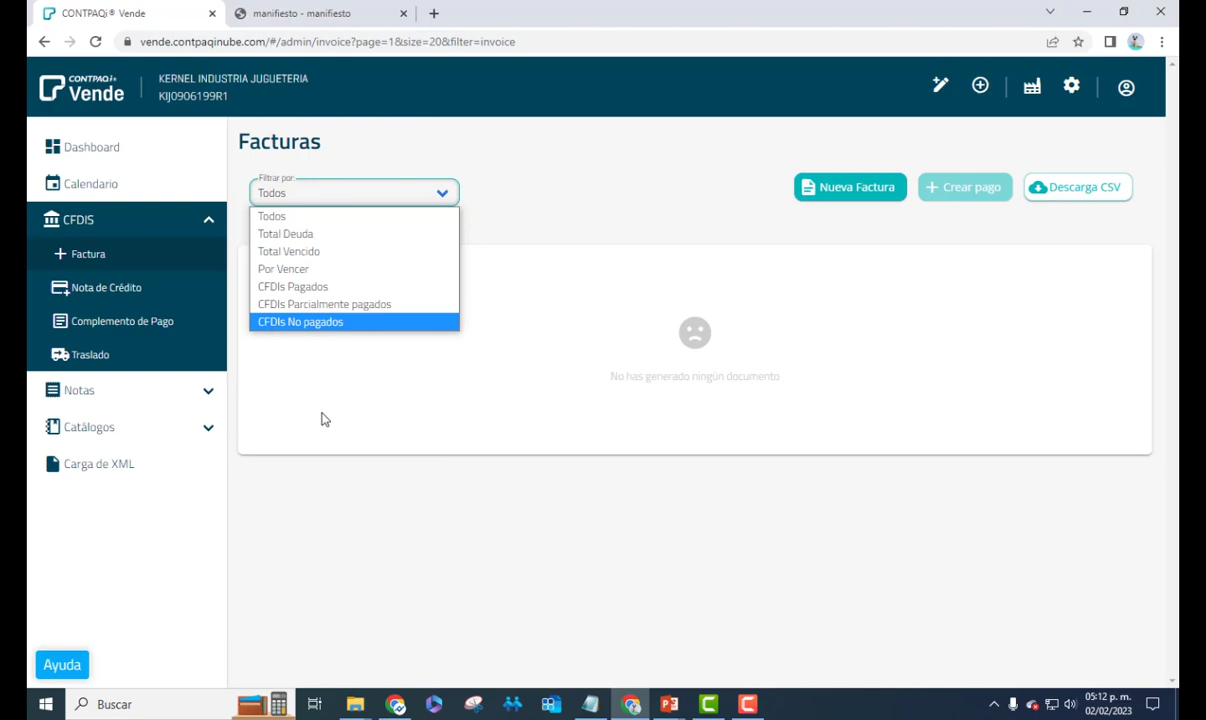 CONTPAQi® Vende
manifiesto - manifiesto
vende.contpaqinube.com/#/admin/invoice?page=1&size=20&filter=invoice
CONTPAQi
Vende
KERNEL INDUSTRIA JUGUETERIA
KIJ0906199R1
Dashboard
Calendario
CFDIS
Factura
Nota de Crédito
Complemento de Pago
Traslado
Notas
Catálogos
Carga de XML
Ayuda
Facturas
Filtrar por:
Todos
Todos
Total Deuda
Total Vencido
Por Vencer
CFDIs Pagados
CFDIs Parcialmente pagados
CFDIs No pagados
Nueva Factura
+ Crear pago
Descarga CSV
No has generado ningún documento
Buscar
05:12 p. m.
02/02/2023